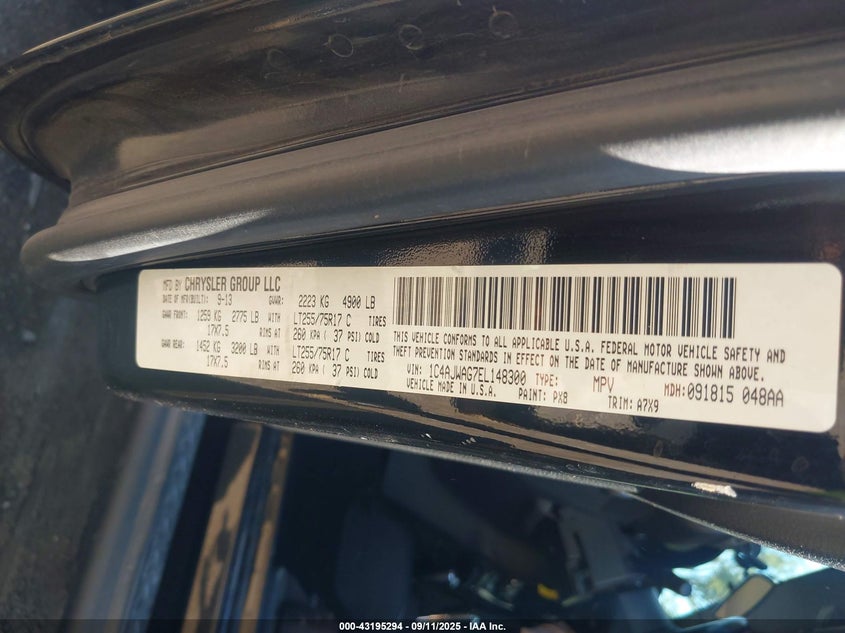 MFD BY CHRYSLER GROUP LLC
DATE OF MFR(BUILT): 9-13 GVWR: 2223 KG 4900 LB
GAWR FRONT: 1259 KG 2775 LB WITH LT255/75R17 C TIRES
17X7.5 RIMS AT 260 KPA ( 37 PSI) COLD
GAWR REAR: 1452 KG 3200 LB WITH LT255/75R17 C TIRES
17X7.5 RIMS AT 260 KPA ( 37 PSI) COLD
THIS VEHICLE CONFORMS TO ALL APPLICABLE U.S.A. FEDERAL MOTOR VEHICLE SAFETY AND
THEFT PREVENTION STANDARDS IN EFFECT ON THE DATE OF MANUFACTURE SHOWN ABOVE.
VIN: 1C4AJWAG7EL148300 TYPE: MPV MDH: 091815 048AA
MADE IN U.S.A. PAINT: PX8 TRIM: A7X9
000-43195294 - 09/11/2025 - IAA Inc.